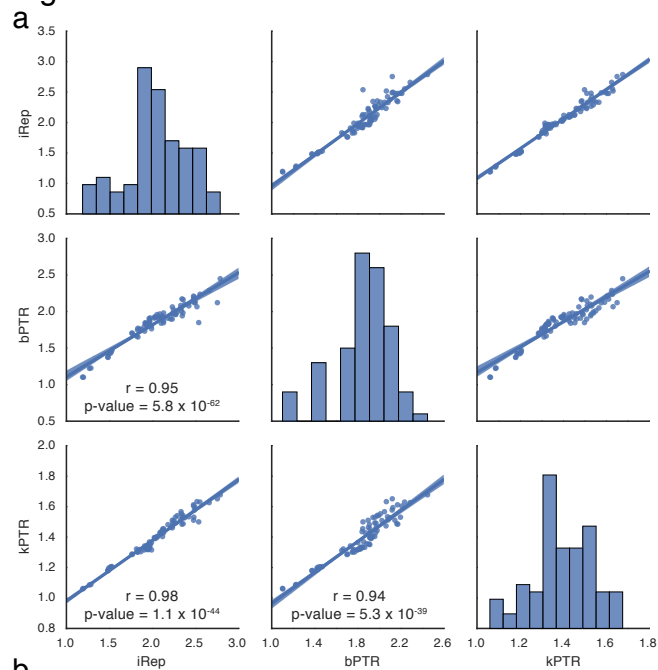 a
3.5
3.0
2.5
2.0
1.5
1.0
0.5
iRep
3.0
2.5
2.0
1.5
1.0
0.5
bPTR
r = 0.95
p-value = 5.8 x 10⁻⁶²
2.0
1.8
1.6
1.4
1.2
1.0
0.8
kPTR
r = 0.98
p-value = 1.1 x 10⁻⁴⁴
r = 0.94
p-value = 5.3 x 10⁻³⁹
1.0 1.5 2.0 2.5 3.0
1.0 1.4 1.8 2.2 2.6
1.0 1.2 1.4 1.6 1.8
iRep
bPTR
kPTR